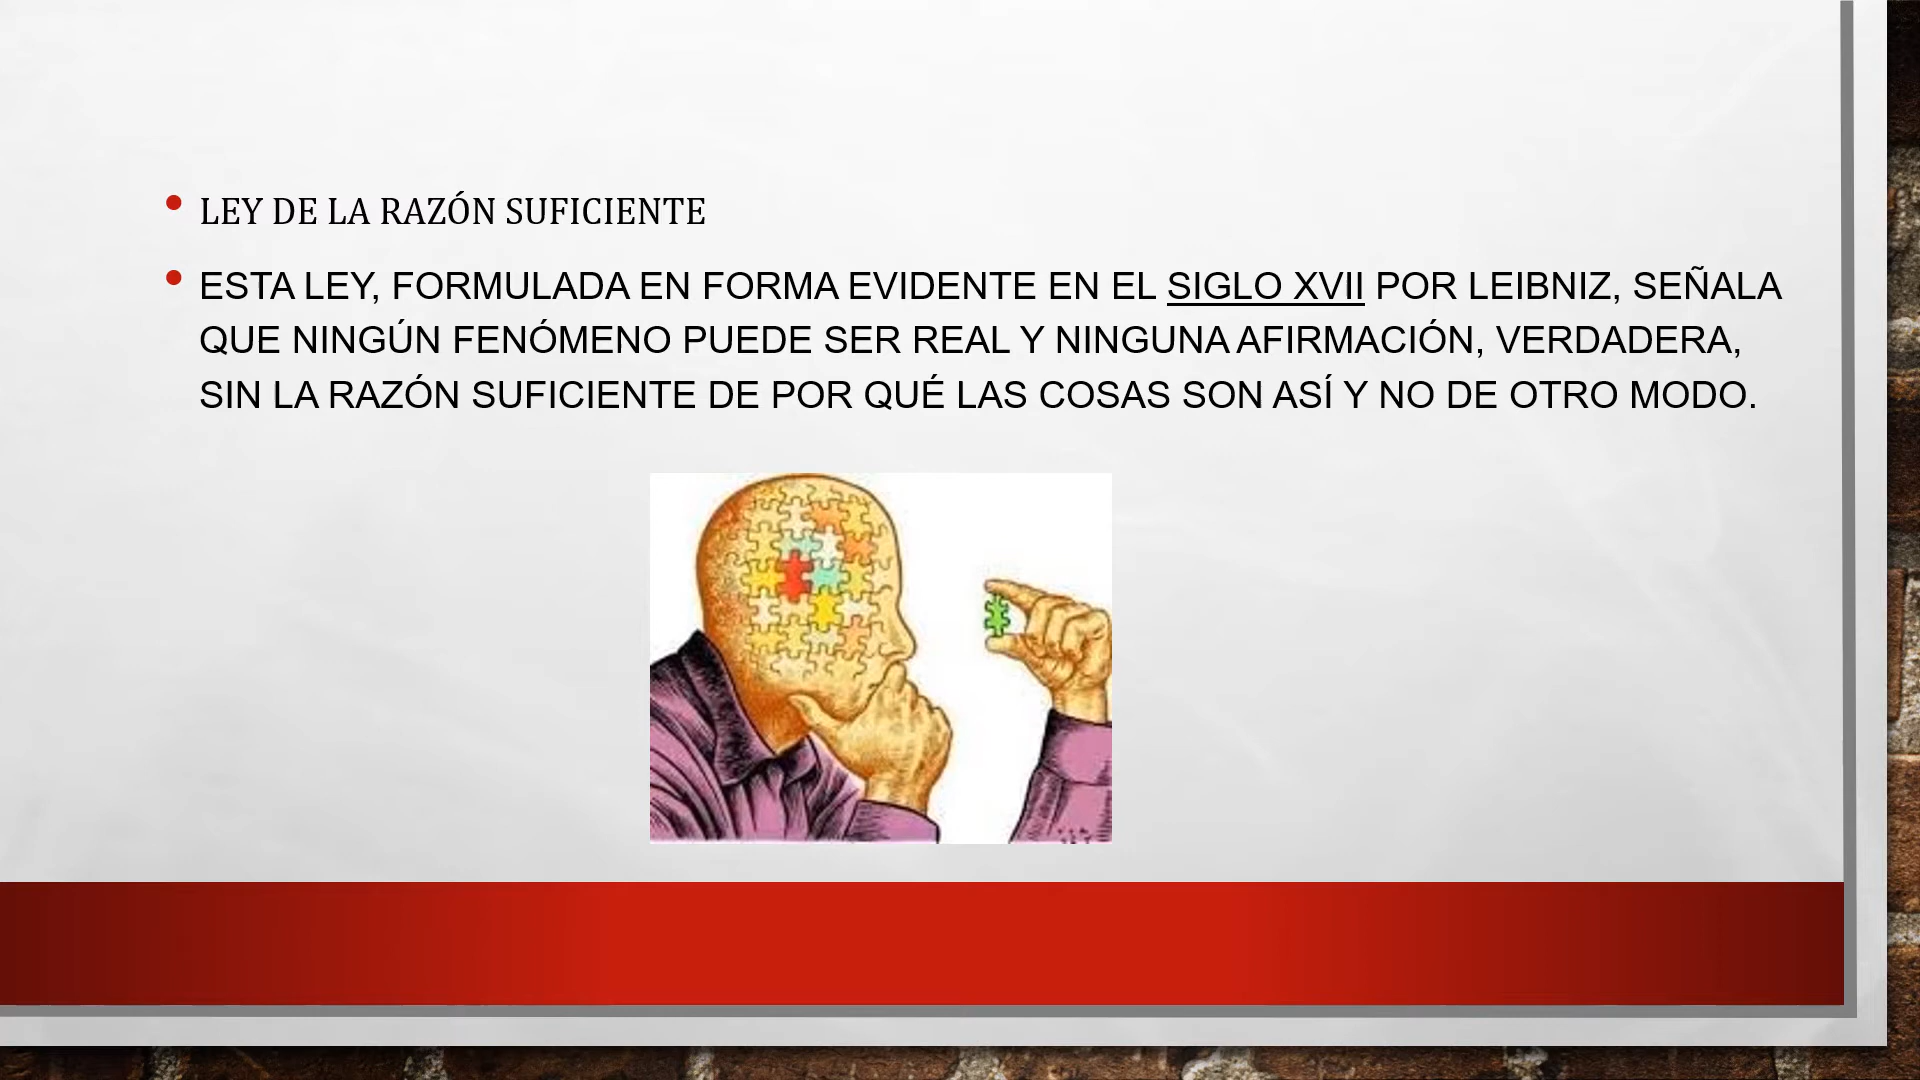 • LEY DE LA RAZÓN SUFICIENTE
• ESTA LEY, FORMULADA EN FORMA EVIDENTE EN EL SIGLO XVII POR LEIBNIZ, SEÑALA
QUE NINGÚN FENÓMENO PUEDE SER REAL Y NINGUNA AFIRMACIÓN, VERDADERA,
SIN LA RAZÓN SUFICIENTE DE POR QUÉ LAS COSAS SON ASÍ Y NO DE OTRO MODO.